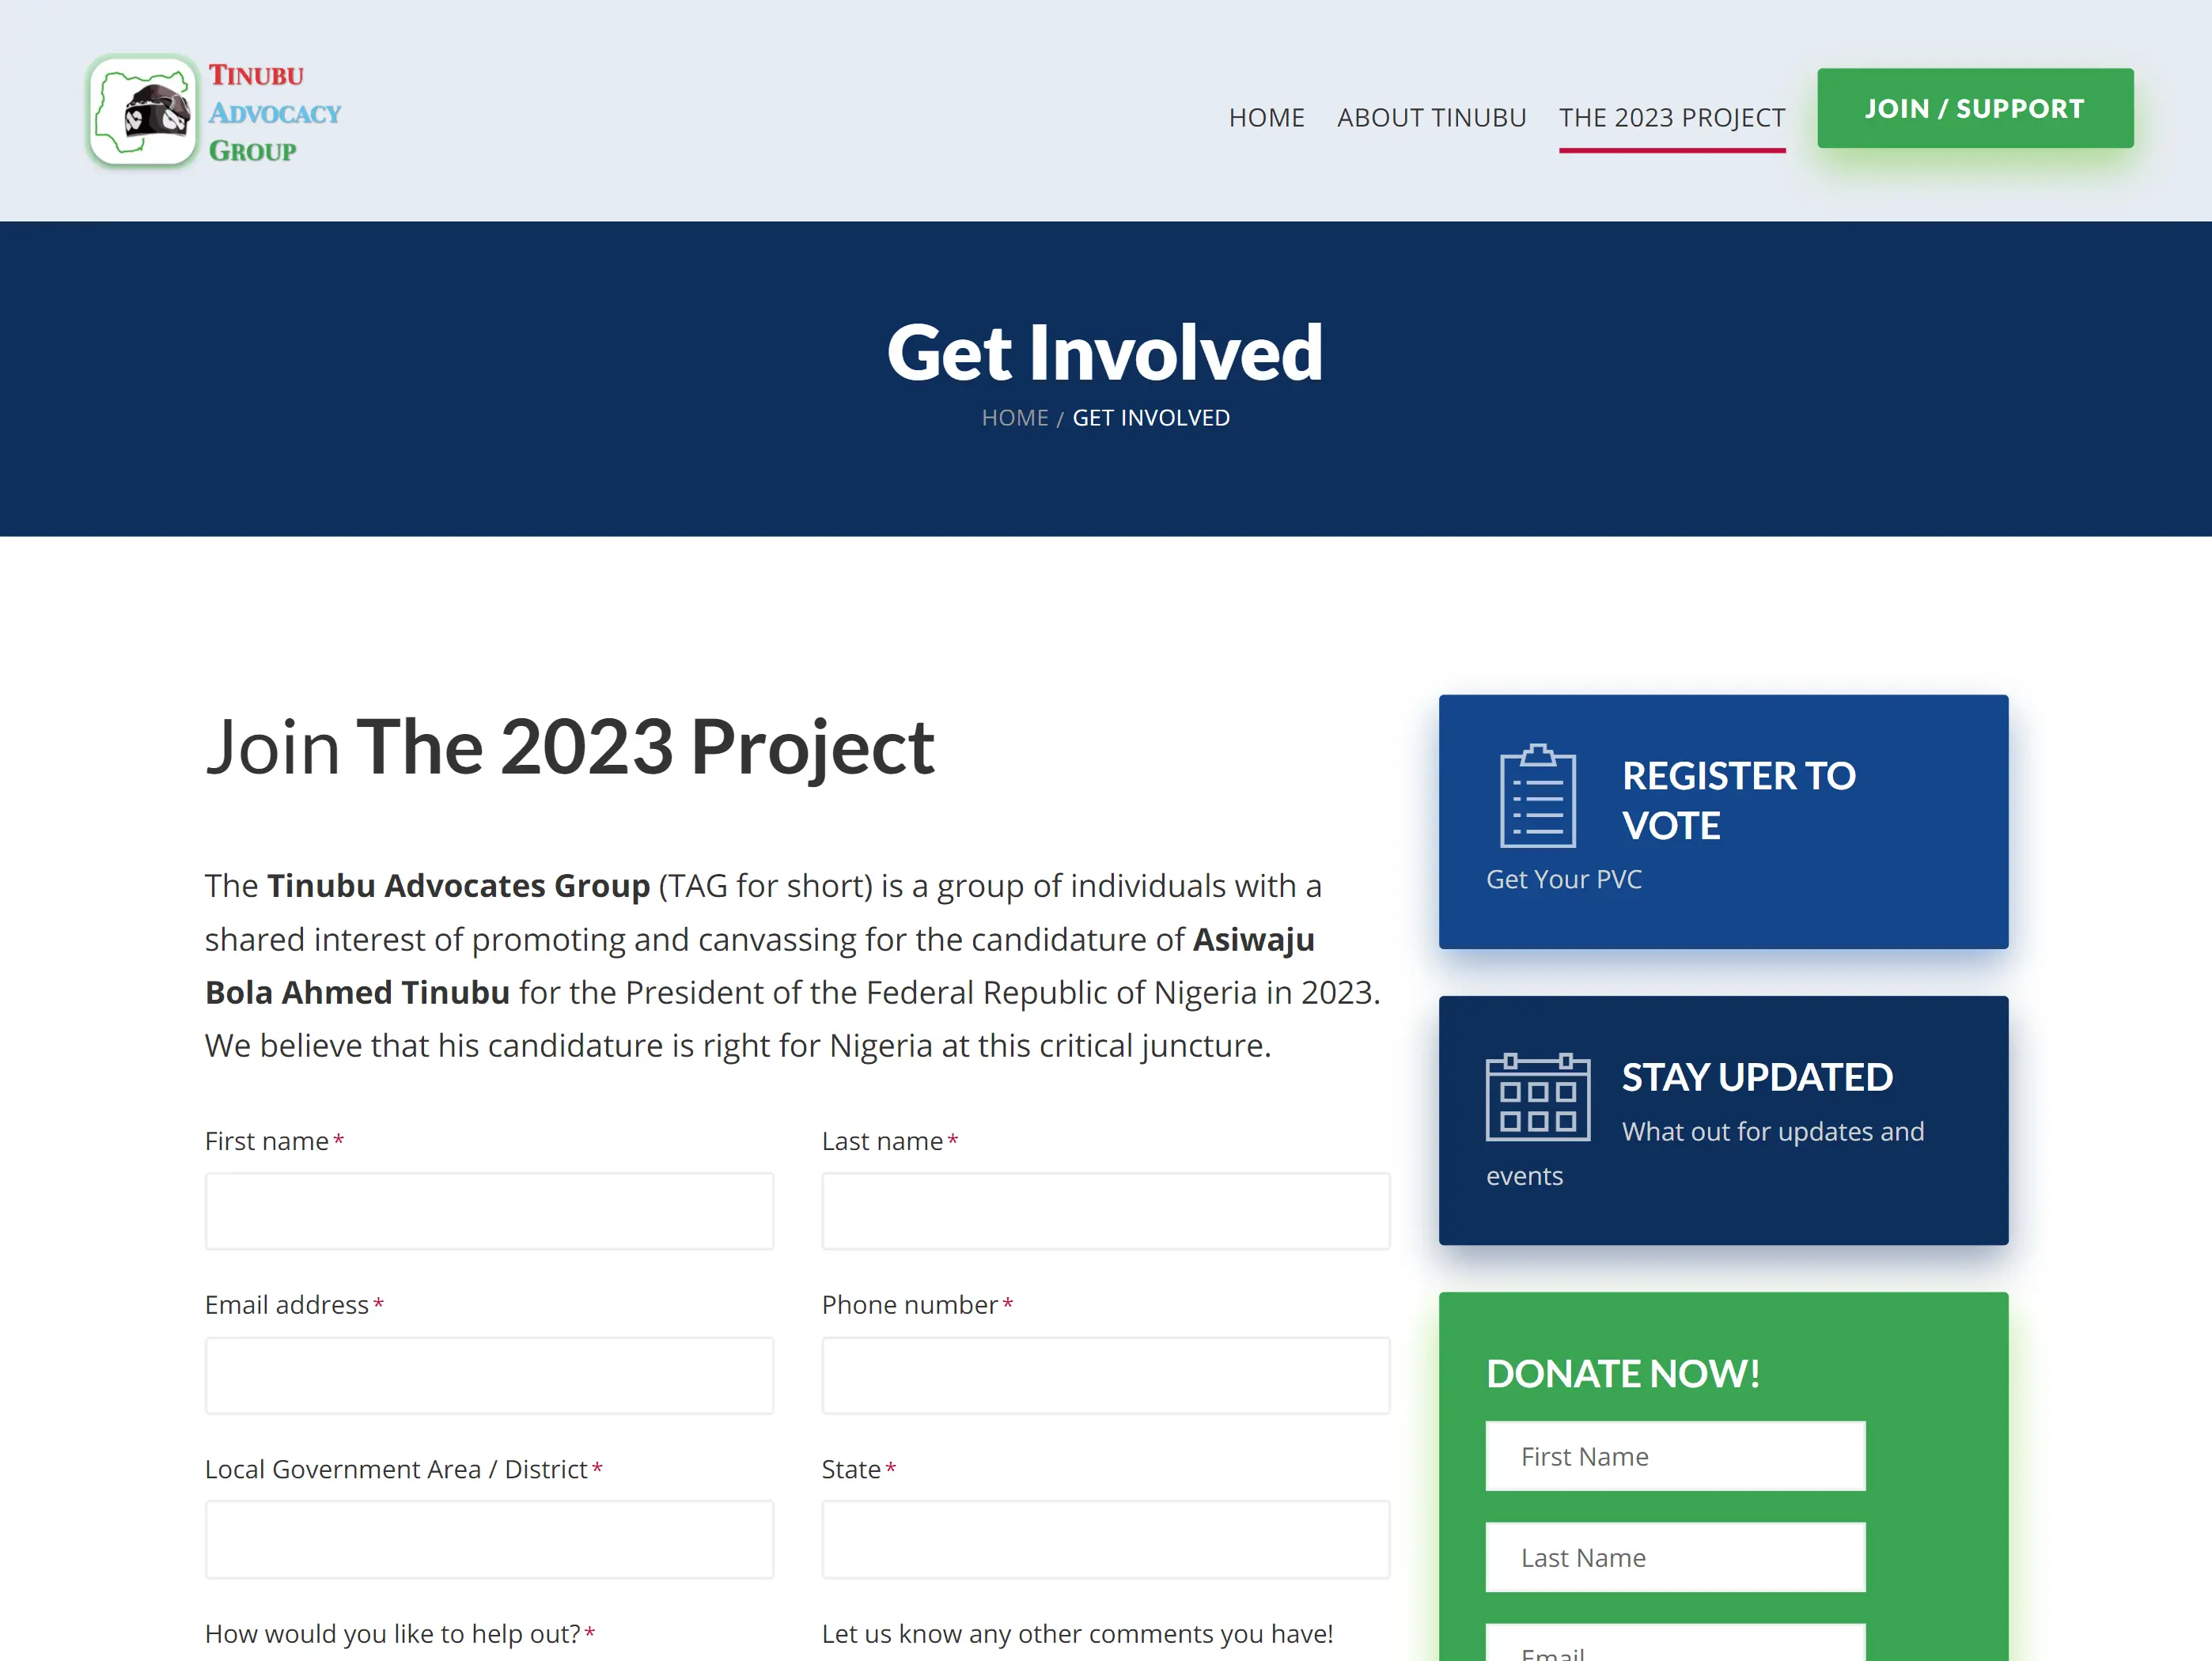 TINUBU
ADVOCACY
GROUP
HOME
ABOUT TINUBU
THE 2023 PROJECT
JOIN / SUPPORT
Get Involved
HOME / GET INVOLVED
Join The 2023 Project
The Tinubu Advocates Group (TAG for short) is a group of individuals with a
shared interest of promoting and canvassing for the candidature of Asiwaju
Bola Ahmed Tinubu for the President of the Federal Republic of Nigeria in 2023.
We believe that his candidature is right for Nigeria at this critical juncture.
First name*
Last name*
Email address*
Phone number*
Local Government Area / District*
State*
How would you like to help out?*
Let us know any other comments you have!
REGISTER TO
VOTE
Get Your PVC
STAY UPDATED
What out for updates and
events
DONATE NOW!
First Name
Last Name
Email